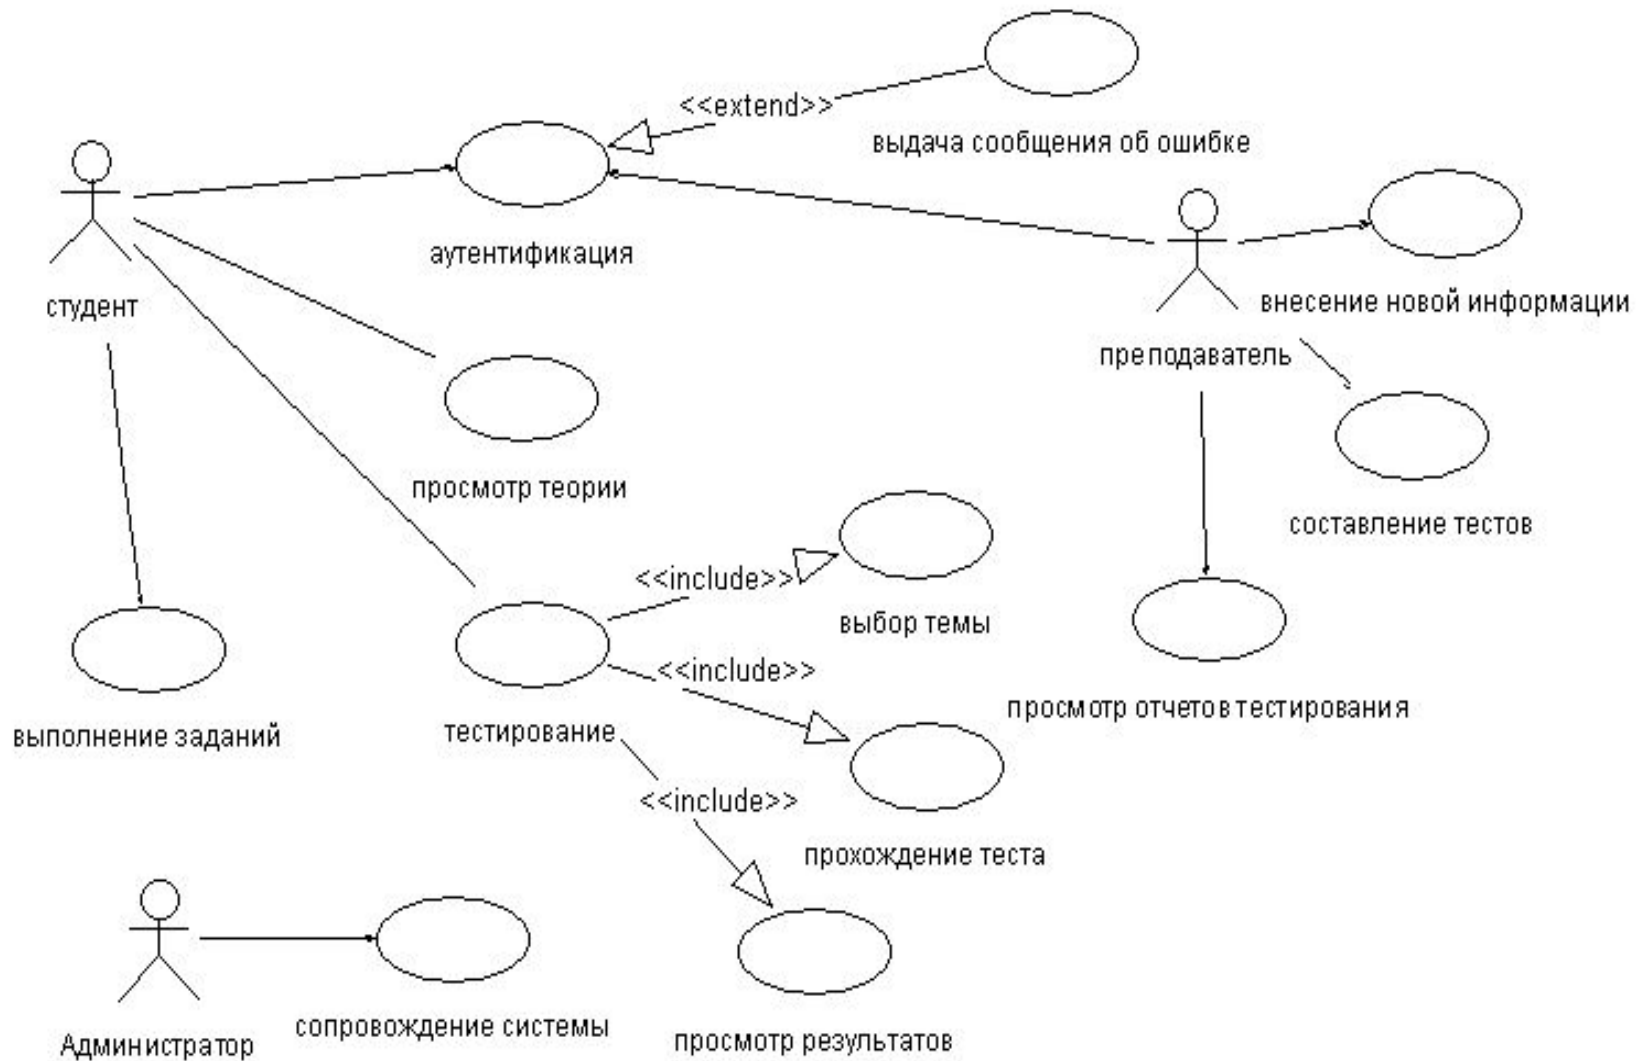 <<extend>>
выдача сообщения об ошибке
аутентификация
студент
внесение новой информации
преподаватель
просмотр теории
составление тестов
<<include>>
выбор темы
<<include>>
просмотр отчетов тестирования
выполнение заданий
тестирование
<<include>>
прохождение теста
сопровождение системы
просмотр результатов
Администратор